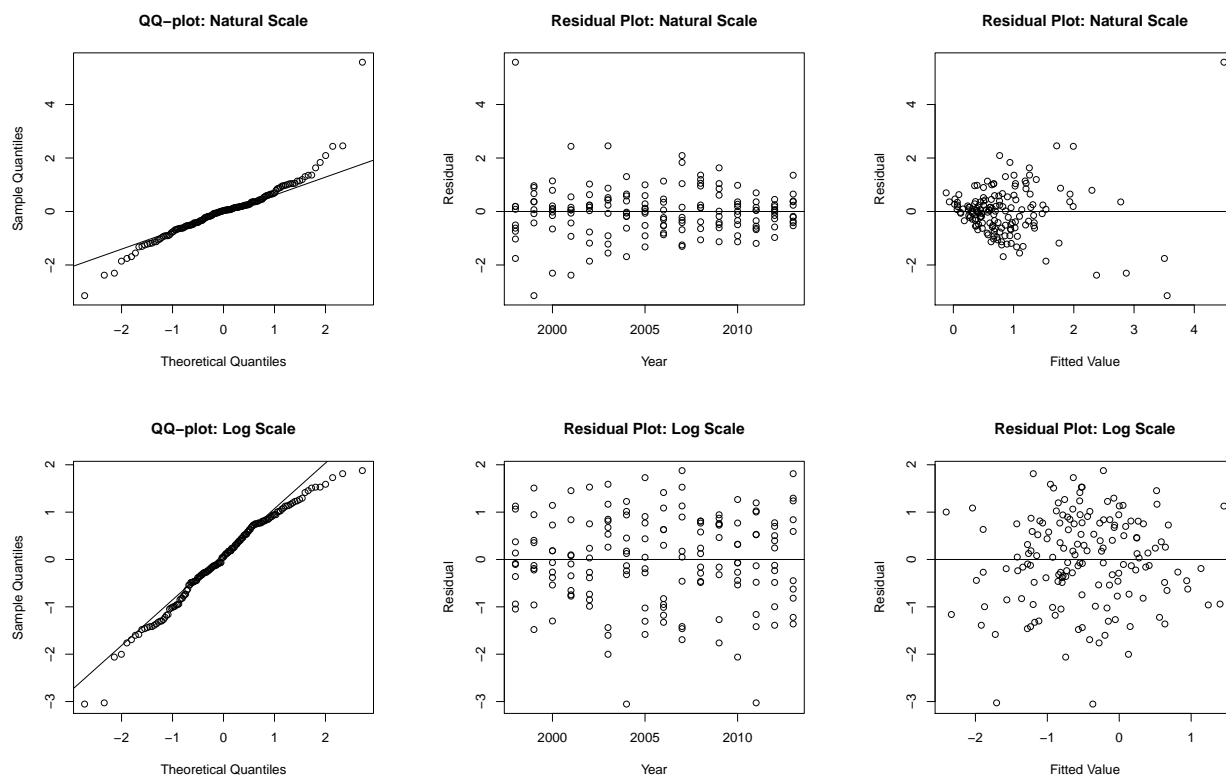 QQ−plot: Natural Scale
Sample Quantiles
4
2
0
−2
−2 −1 0 1 2
Theoretical Quantiles
Residual Plot: Natural Scale
Residual
4
2
0
−2
2000 2005 2010
Year
Residual Plot: Natural Scale
Residual
4
2
0
−2
0 1 2 3 4
Fitted Value
QQ−plot: Log Scale
Sample Quantiles
2
1
0
−1
−2
−3
−2 −1 0 1 2
Theoretical Quantiles
Residual Plot: Log Scale
Residual
2
1
0
−1
−2
−3
2000 2005 2010
Year
Residual Plot: Log Scale
Residual
2
1
0
−1
−2
−3
−2 −1 0 1
Fitted Value